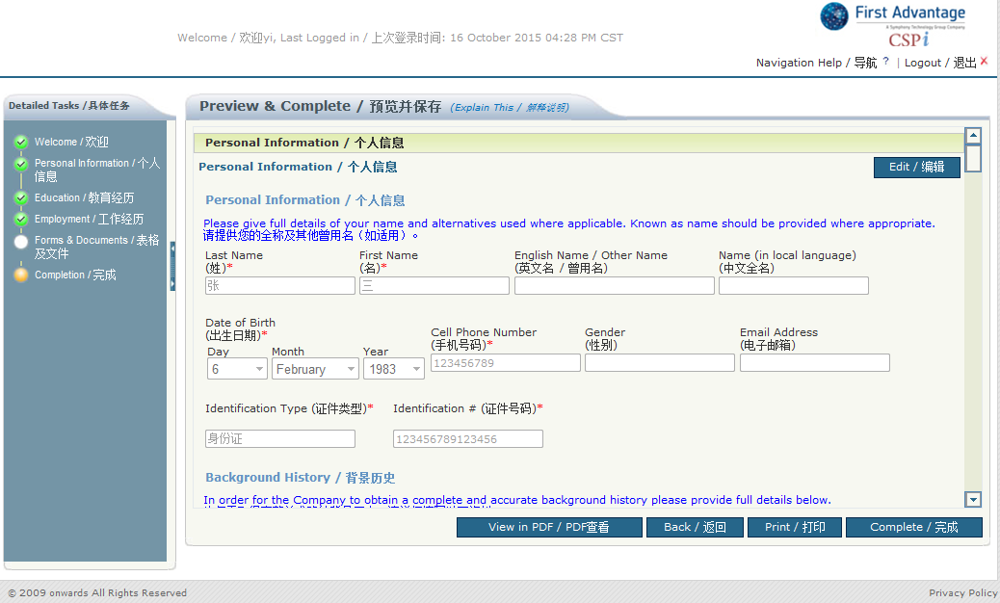 First Advantage
A Symphony Technology Group Company
CSPi
Welcome / 欢迎yi, Last Logged in / 上次登录时间: 16 October 2015 04:28 PM CST
Navigation Help / 导航 ? | Logout / 退出 X
Detailed Tasks /具体任务
Welcome / 欢迎
Personal Information / 个人
信息
Education / 教育经历
Employment / 工作经历
Forms & Documents / 表格
及文件
Completion / 完成
Preview & Complete / 预览并保存 (Explain This / 解释说明)
Personal Information / 个人信息
Personal Information / 个人信息
Edit / 编辑
Personal Information / 个人信息
Please give full details of your name and alternatives used where applicable. Known as name should be provided where appropriate.
请提供您的全称及其他曾用名（如适用）。
Last Name First Name English Name / Other Name Name (in local language)
(姓)* (名)* (英文名 / 曾用名) (中文全名)
张 三
Date of Birth
(出生日期)*
Cell Phone Number Gender Email Address
(手机号码)* (性别) (电子邮箱)
Day Month Year
6 February 1983 123456789
Identification Type (证件类型)* Identification # (证件号码)*
身份证 123456789123456
Background History / 背景历史
In order for the Company to obtain a complete and accurate background history please provide full details below.
View in PDF / PDF查看 Back / 返回 Print / 打印 Complete / 完成
© 2009 onwards All Rights Reserved Privacy Policy